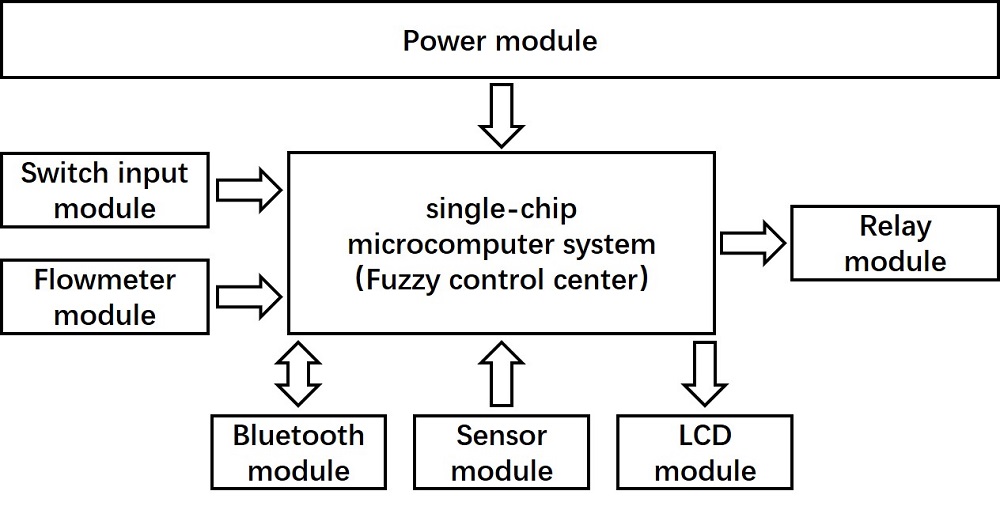 Power module
Switch input
module
Flowmeter
module
single-chip
microcomputer system
(Fuzzy control center)
Relay
module
Bluetooth
module
Sensor
module
LCD
module